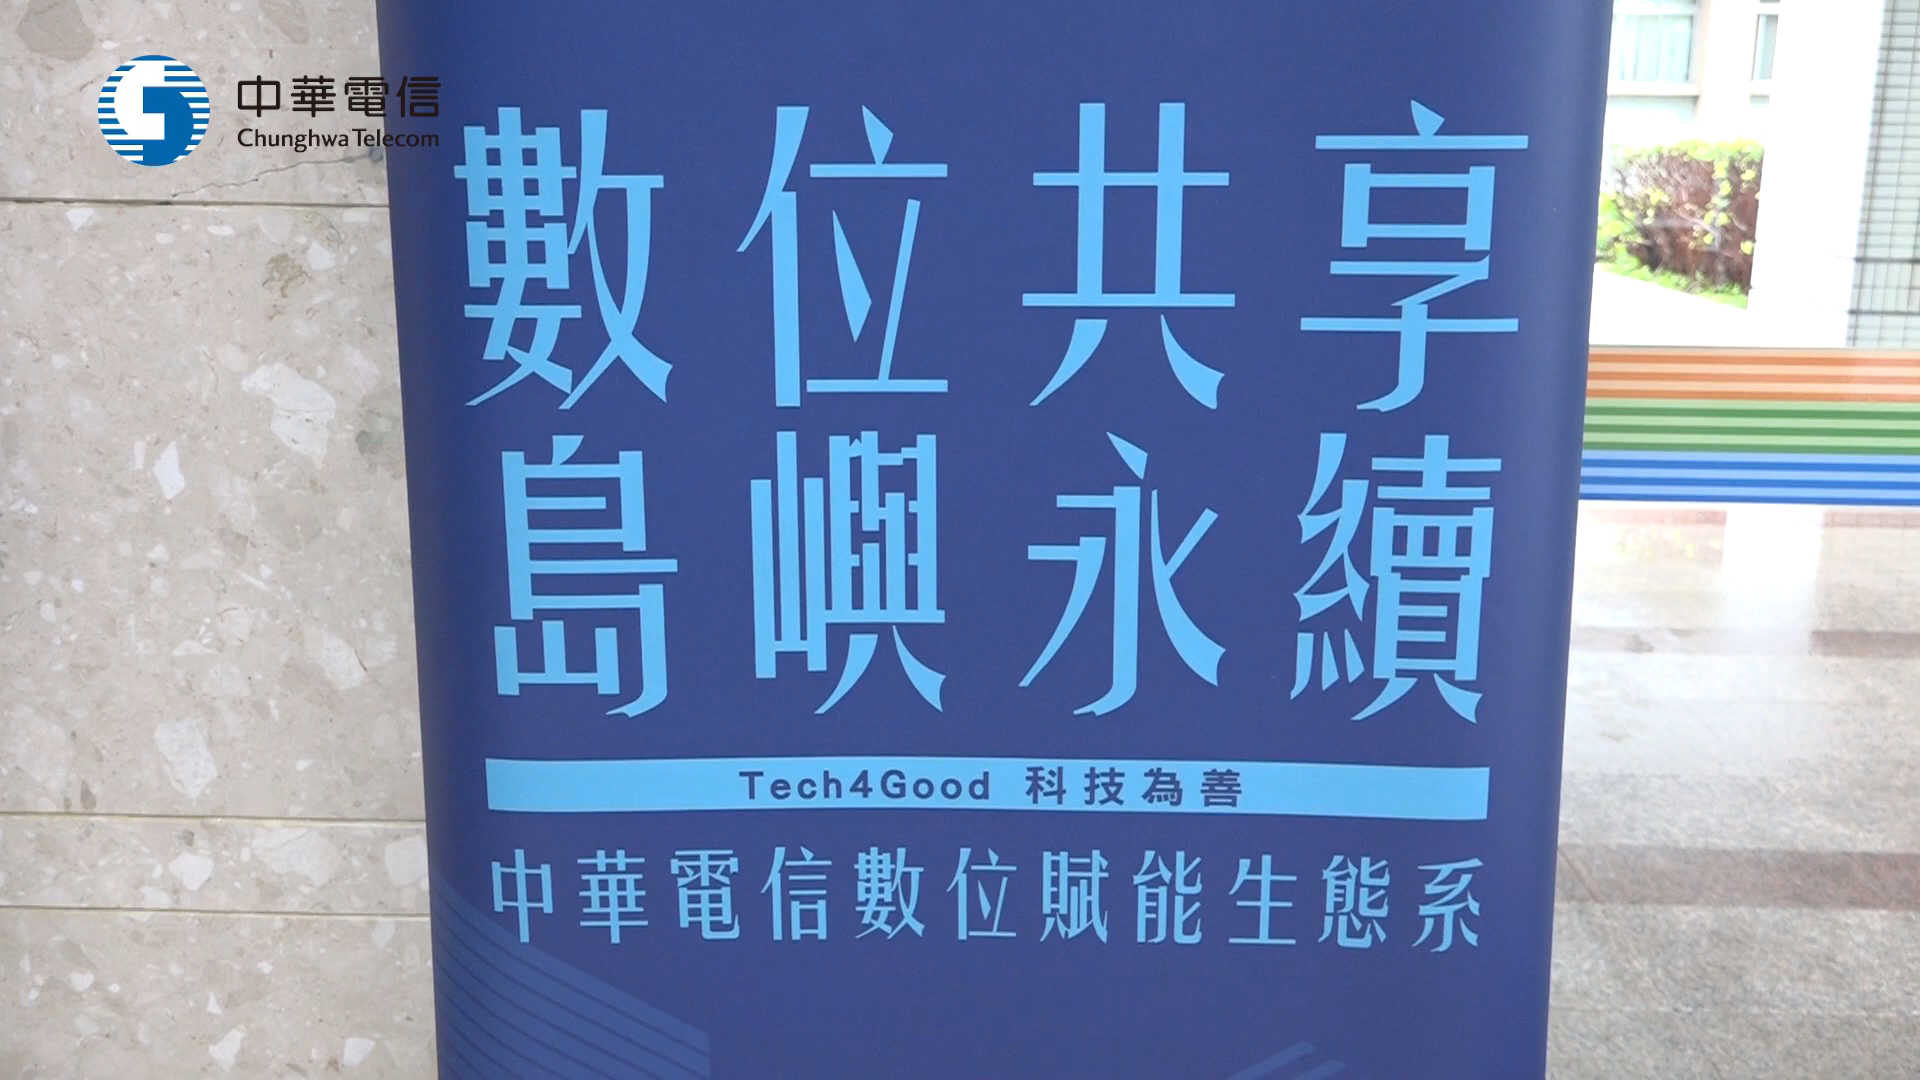 中華電信
Chunghwa Telecom
數位共享
島嶼永續
Tech4Good 科技為善
中華電信數位賦能生態系